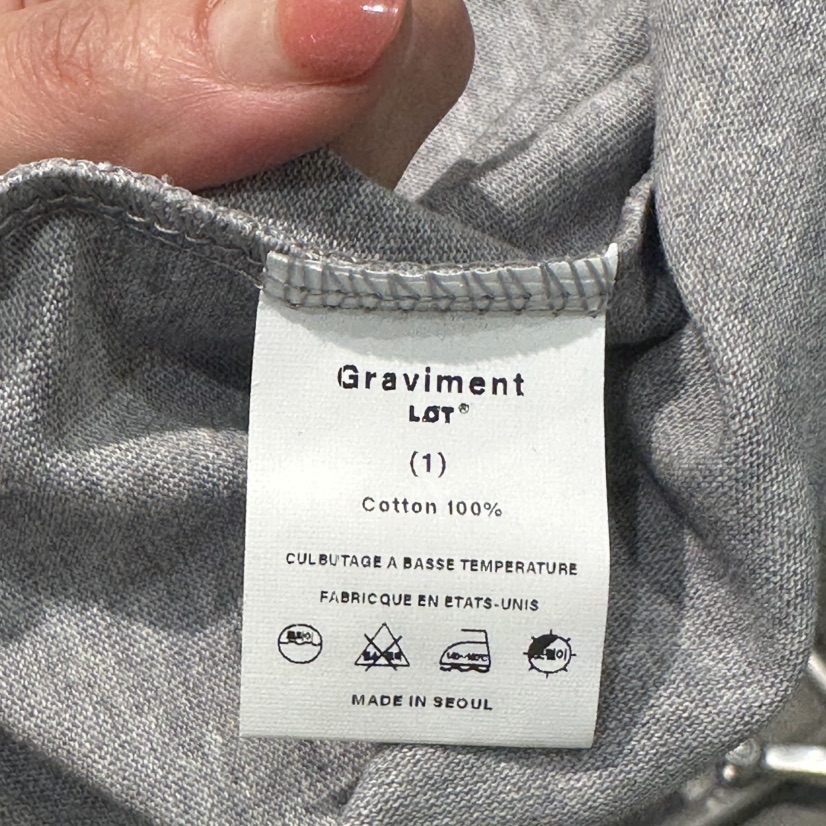 Graviment
LØT®
(1)
Cotton 100%
CULBUTAGE A BASSE TEMPERATURE
FABRICQUE EN ETATS-UNIS
MADE IN SEOUL